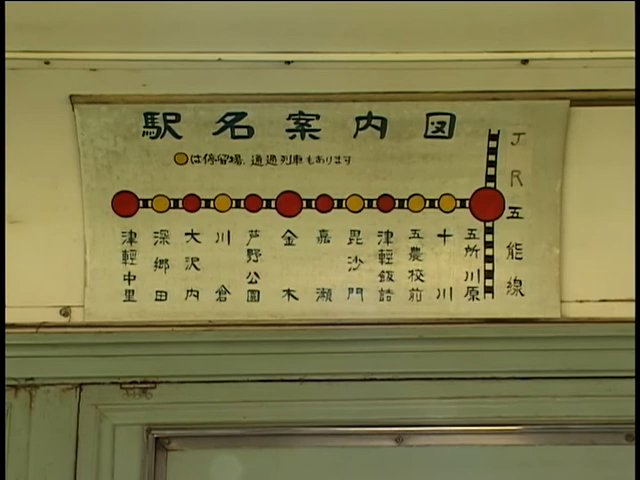 駅名案内図
は停留場、通過列車もあります
津軽中里
深郷田
大沢内
川倉
芦野公園
金木
嘉瀬
毘沙門
津軽飯詰
五農校前
十川
五所川原
JR五能線